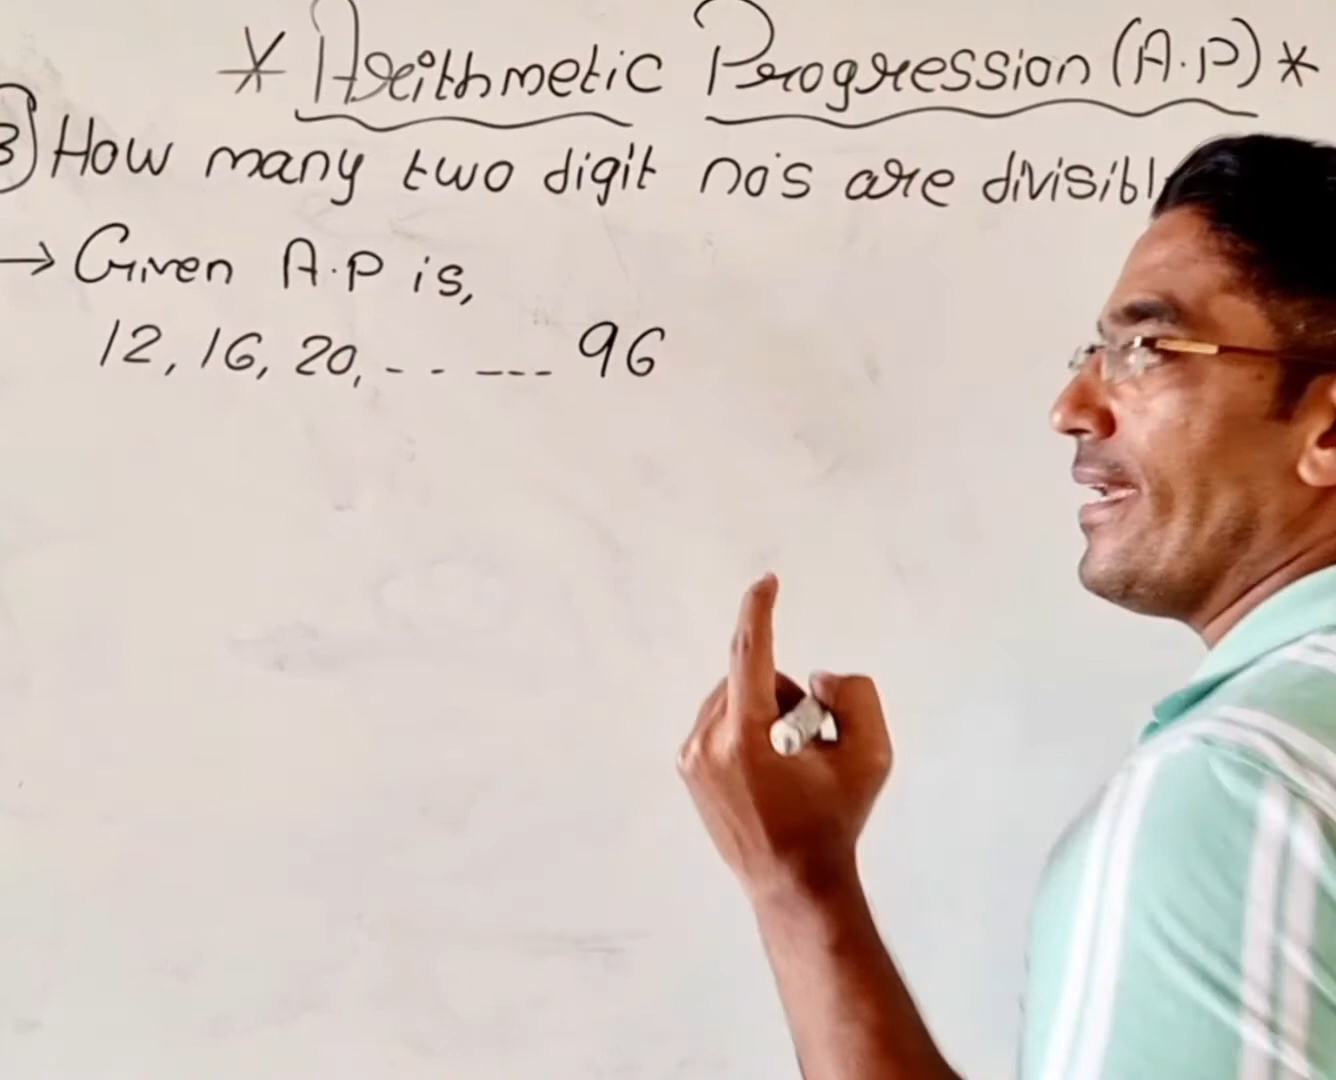 * Arithmetic Progression (A.P) *
3) How many two digit no's are divisibl
→ Given A.P is,
12, 16, 20, - - --- 96